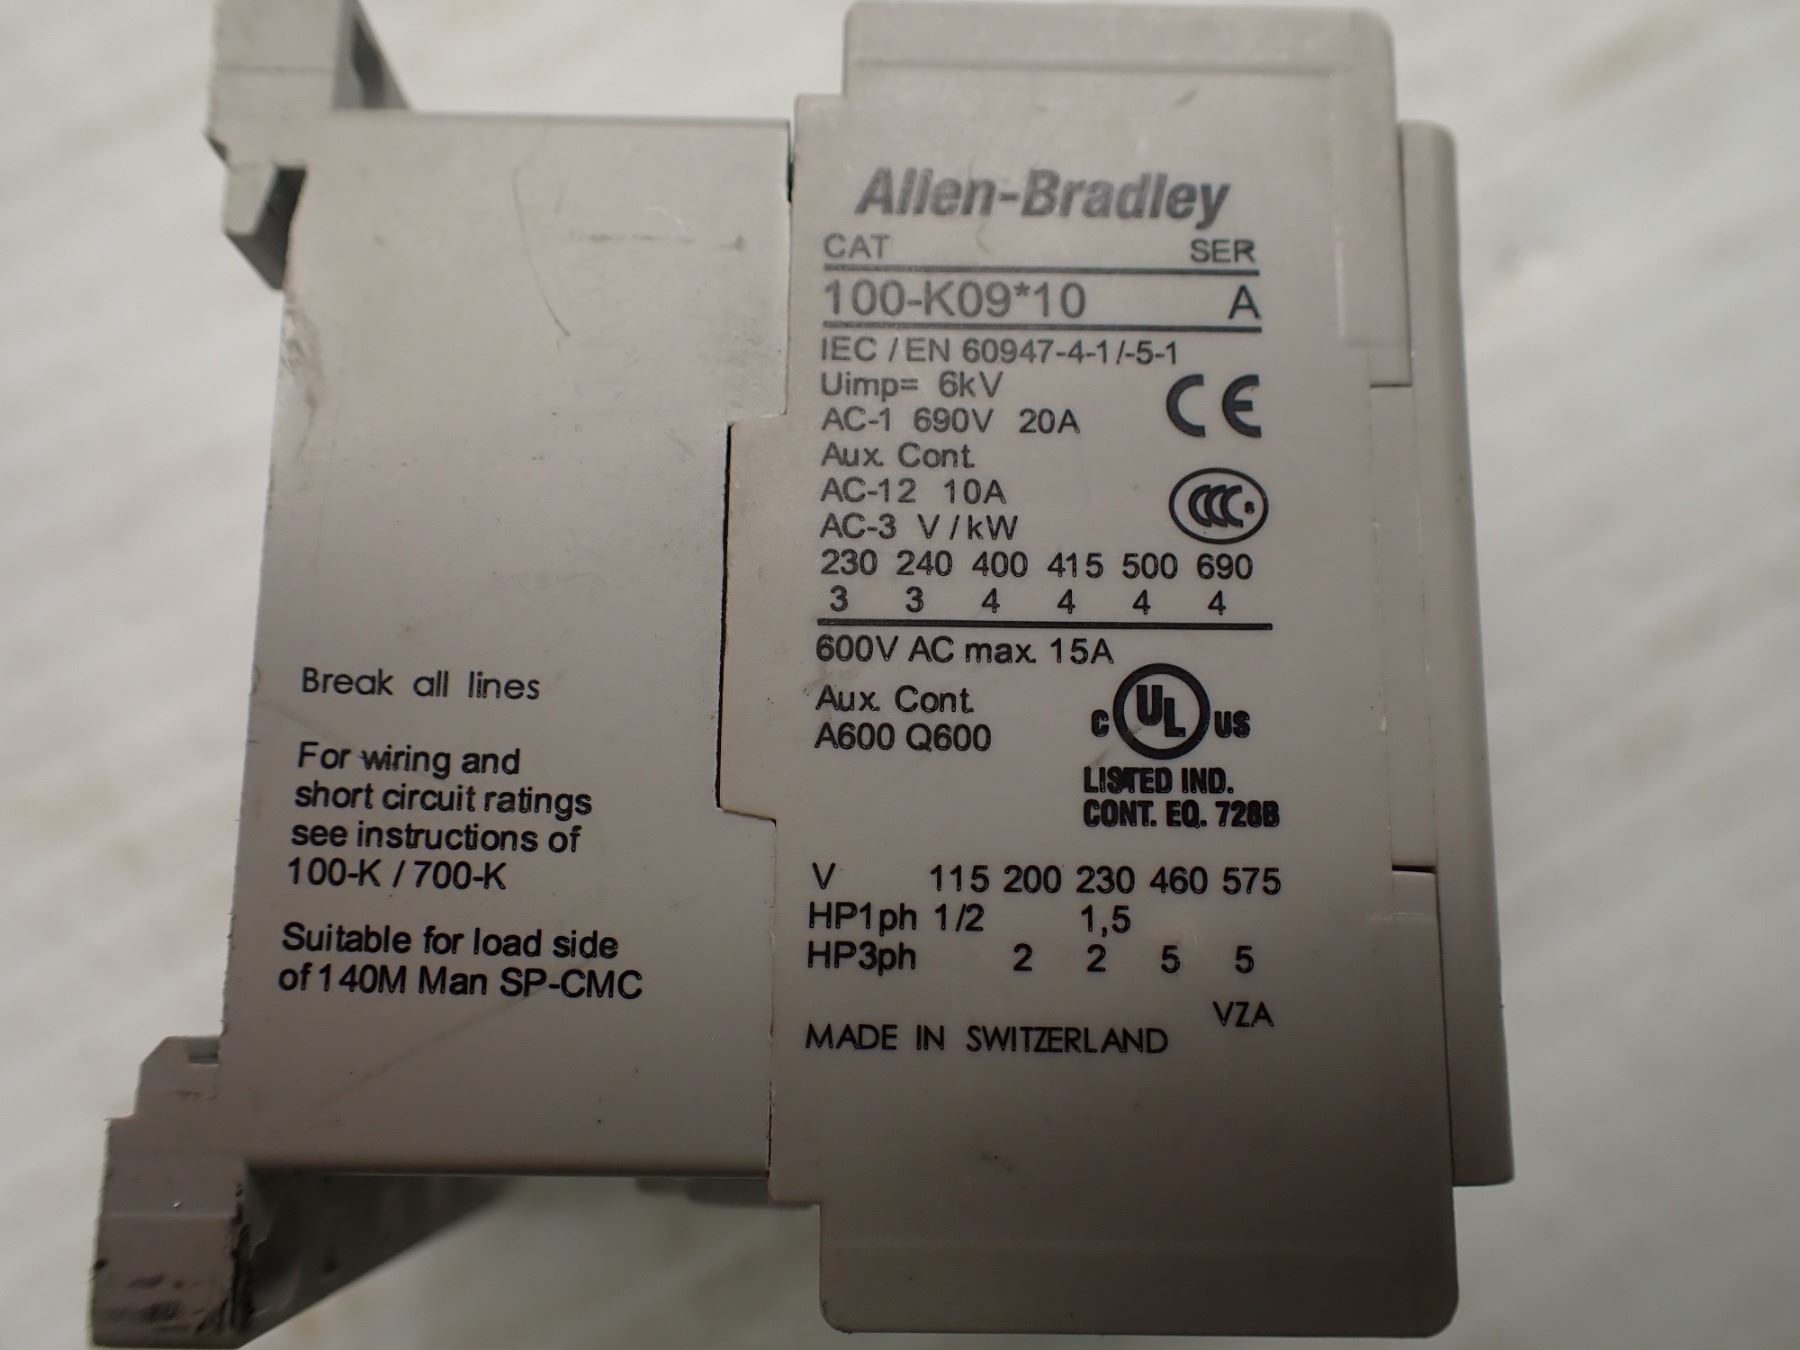 Allen-Bradley
CAT SER
100-K09*10 A
IEC / EN 60947-4-1/-5-1
Uimp= 6kV
CE
AC-1 690V 20A
Aux. Cont.
AC-12 10A
CCC S
AC-3 V / kW
230 240 400 415 500 690
3 3 4 4 4 4
600V AC max. 15A
Aux. Cont.
A600 Q600
C UL US
LISTED IND.
CONT. EQ. 728B
V 115 200 230 460 575
HP1ph 1/2 1,5
HP3ph 2 2 5 5
VZA
MADE IN SWITZERLAND
Break all lines
For wiring and
short circuit ratings
see instructions of
100-K / 700-K
Suitable for load side
of 140M Man SP-CMC